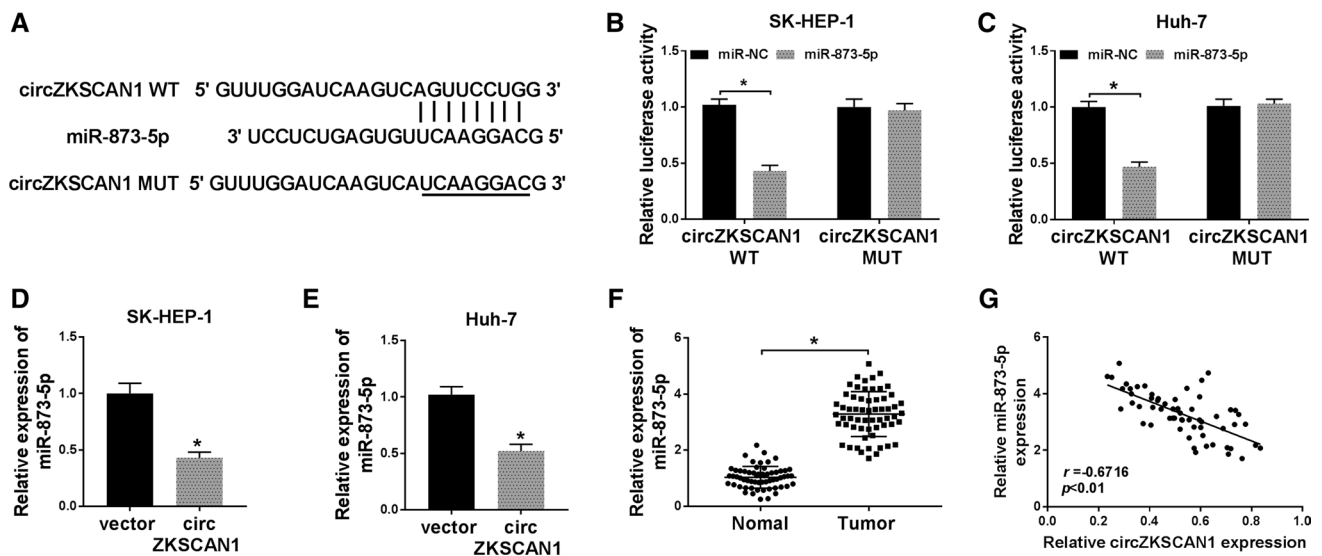 A
circZKSCAN1 WT 5' GUUUGGAUCAAGUCAGUUCCUGG 3'
miR-873-5p 3' UCCUCUGAGUGUUCAAGGACG 5'
circZKSCAN1 MUT 5' GUUUGGAUCAAGUCAUCAAGGACG 3'
B
SK-HEP-1
Relative luciferase activity
1.5
1.0
0.5
0.0
miR-NC miR-873-5p
*
circZKSCAN1 circZKSCAN1
WT MUT
C
Huh-7
Relative luciferase activity
1.5
1.0
0.5
0.0
miR-NC miR-873-5p
*
circZKSCAN1 circZKSCAN1
WT MUT
D
SK-HEP-1
Relative expression of
miR-873-5p
1.5
1.0
0.5
0.0
*
vector circ
ZKSCAN1
E
Huh-7
Relative expression of
miR-873-5p
1.5
1.0
0.5
0.0
*
vector circ
ZKSCAN1
F
Relative expression of
miR-873-5p
6
4
2
0
*
Nomal Tumor
G
Relative miR-873-5p
expression
6
4
2
0
r =-0.6716
p<0.01
0.0 0.2 0.4 0.6 0.8 1.0
Relative circZKSCAN1 expression